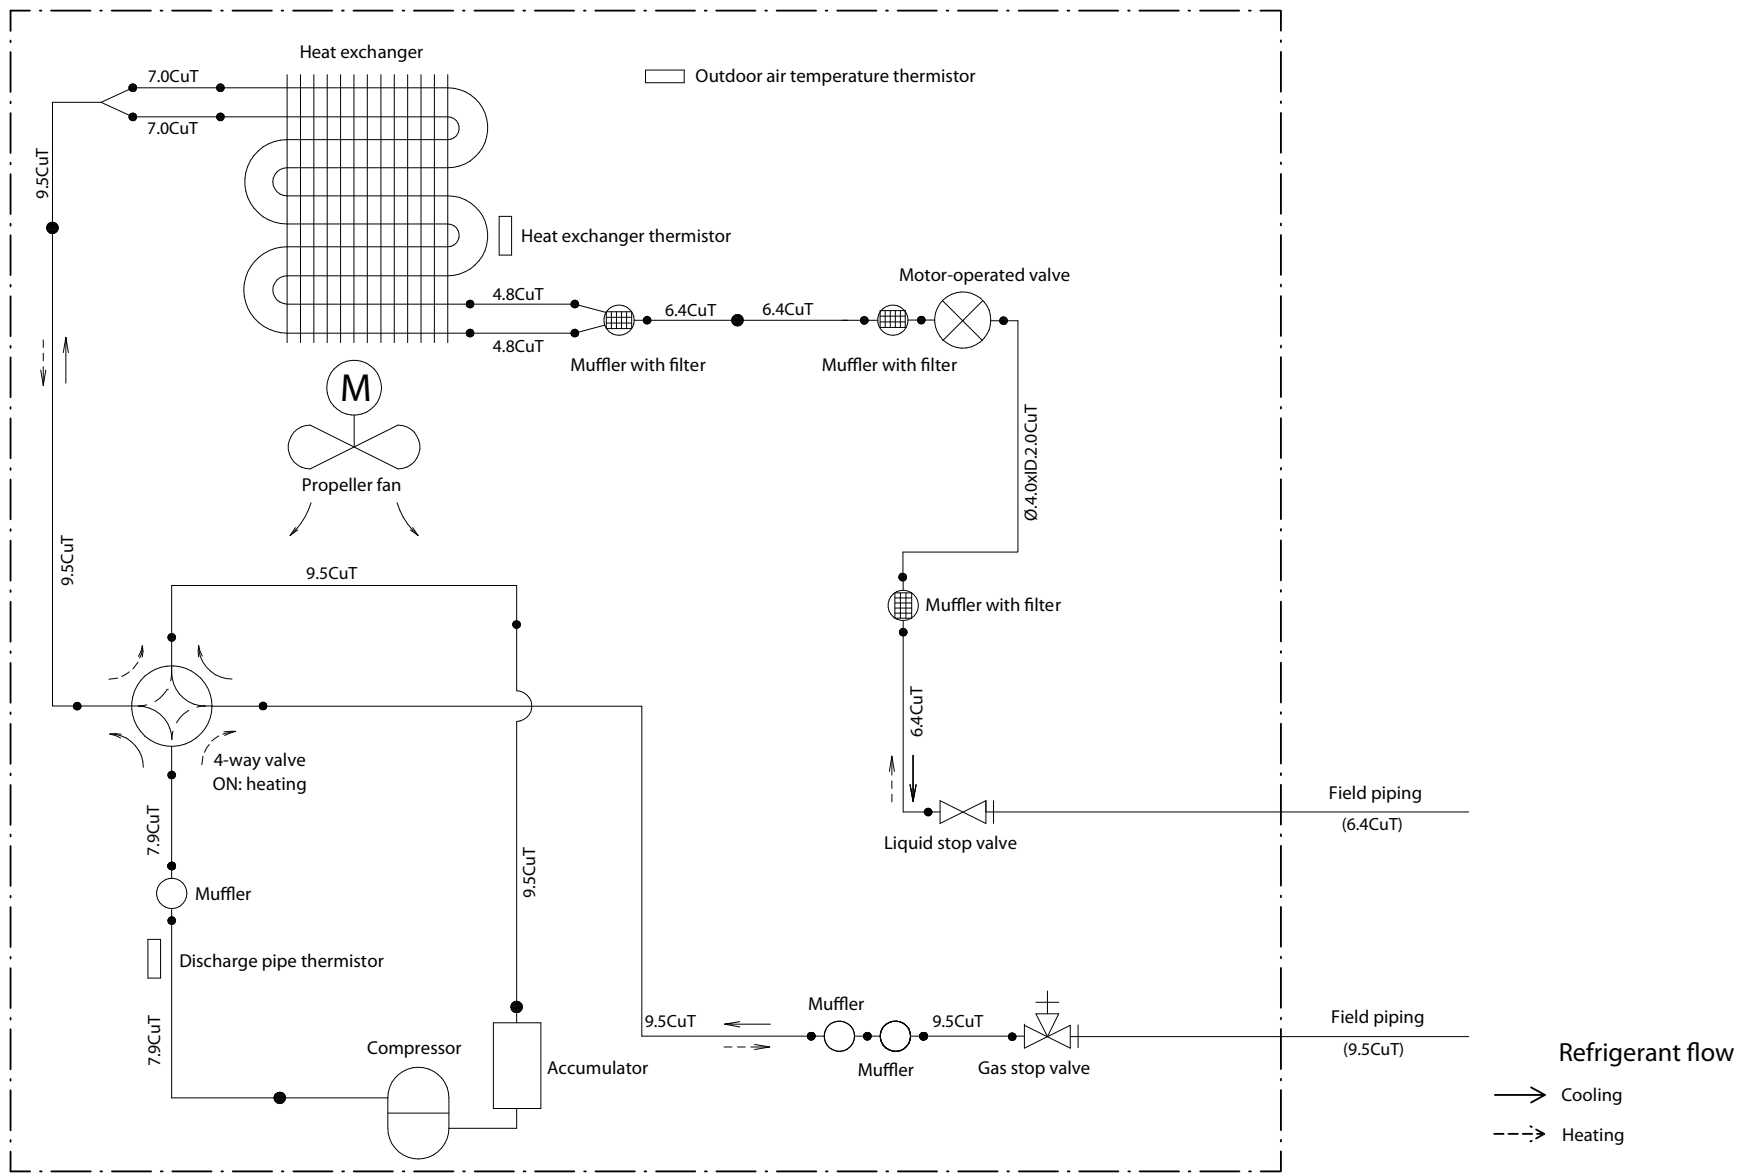 Heat exchanger
Outdoor air temperature thermistor
7.0CuT
7.0CuT
9.5CuT
Heat exchanger thermistor
Motor-operated valve
4.8CuT
4.8CuT
6.4CuT
6.4CuT
Muffler with filter
Muffler with filter
M
Propeller fan
Ø.4.0xID.2.0CuT
9.5CuT
9.5CuT
Muffler with filter
6.4CuT
4-way valve
ON: heating
7.9CuT
Field piping
(6.4CuT)
Liquid stop valve
Muffler
9.5CuT
Discharge pipe thermistor
7.9CuT
Muffler
9.5CuT
9.5CuT
Field piping
(9.5CuT)
Compressor
Accumulator
Muffler
Gas stop valve
Refrigerant flow
Cooling
Heating